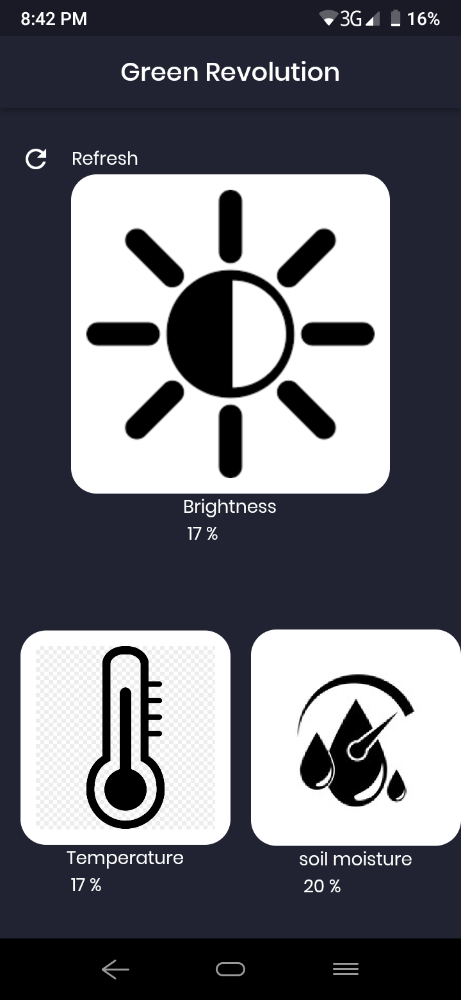 8:42 PM 3G 16%
Green Revolution
Refresh
Brightness
17 %
Temperature
17 %
soil moisture
20 %